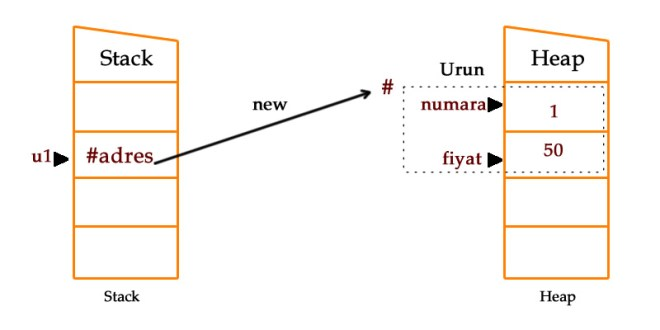 Stack
new
u1
#adres
Stack
#
Urun
Heap
numara
1
fiyat
50
Heap